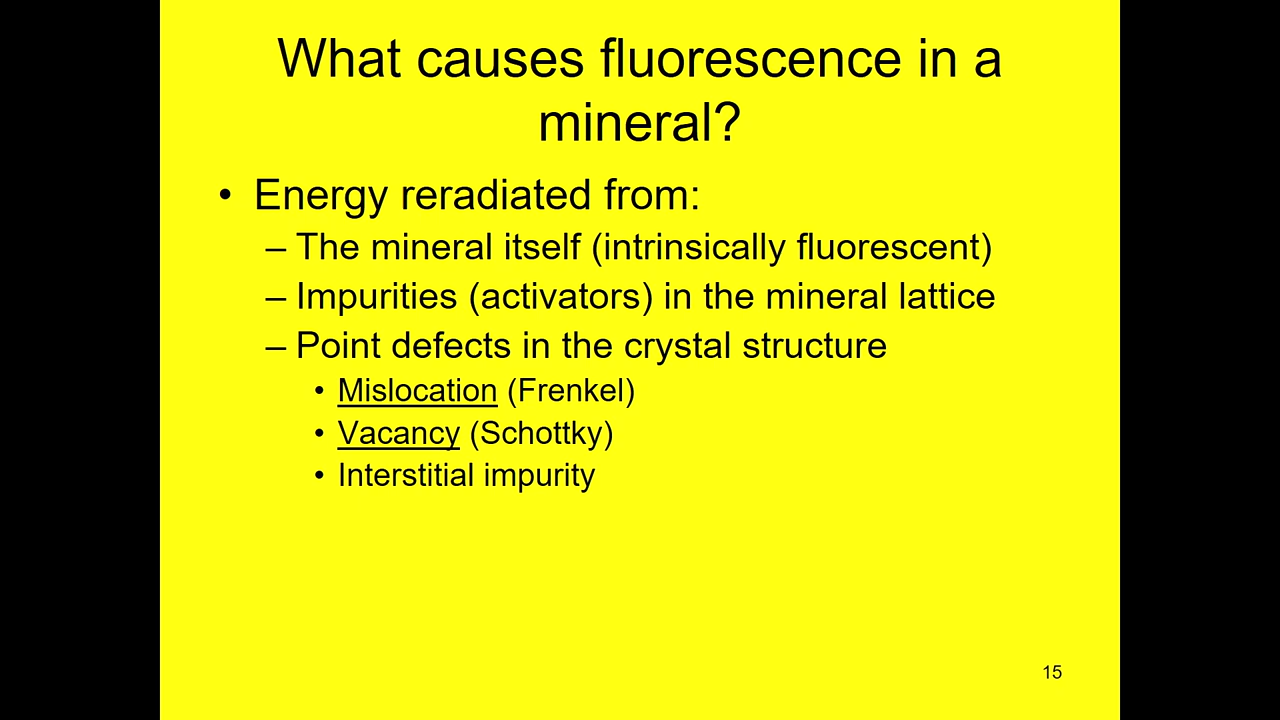 What causes fluorescence in a
mineral?
• Energy reradiated from:
– The mineral itself (intrinsically fluorescent)
– Impurities (activators) in the mineral lattice
– Point defects in the crystal structure
• Mislocation (Frenkel)
• Vacancy (Schottky)
• Interstitial impurity
15